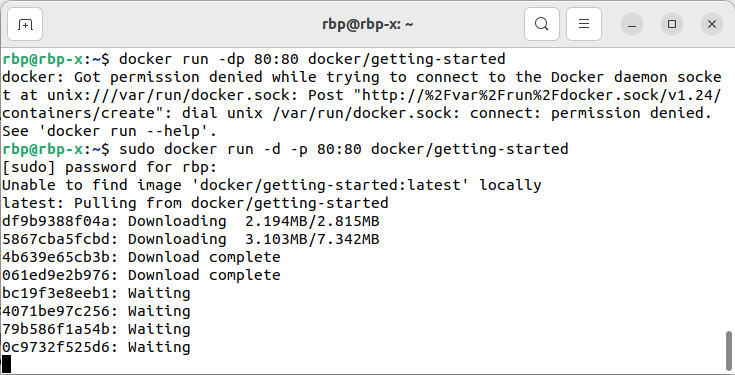 rbp@rbp-x: ~
rbp@rbp-x:~$ docker run -dp 80:80 docker/getting-started
docker: Got permission denied while trying to connect to the Docker daemon socke
t at unix:///var/run/docker.sock: Post "http://%2Fvar%2Frun%2Fdocker.sock/v1.24/
containers/create": dial unix /var/run/docker.sock: connect: permission denied.
See 'docker run --help'.
rbp@rbp-x:~$ sudo docker run -d -p 80:80 docker/getting-started
[sudo] password for rbp:
Unable to find image 'docker/getting-started:latest' locally
latest: Pulling from docker/getting-started
df9b9388f04a: Downloading  2.194MB/2.815MB
5867cba5fcbd: Downloading  3.103MB/7.342MB
4b639e65cb3b: Download complete
061ed9e2b976: Download complete
bc19f3e8eeb1: Waiting
4071be97c256: Waiting
79b586f1a54b: Waiting
0c9732f525d6: Waiting